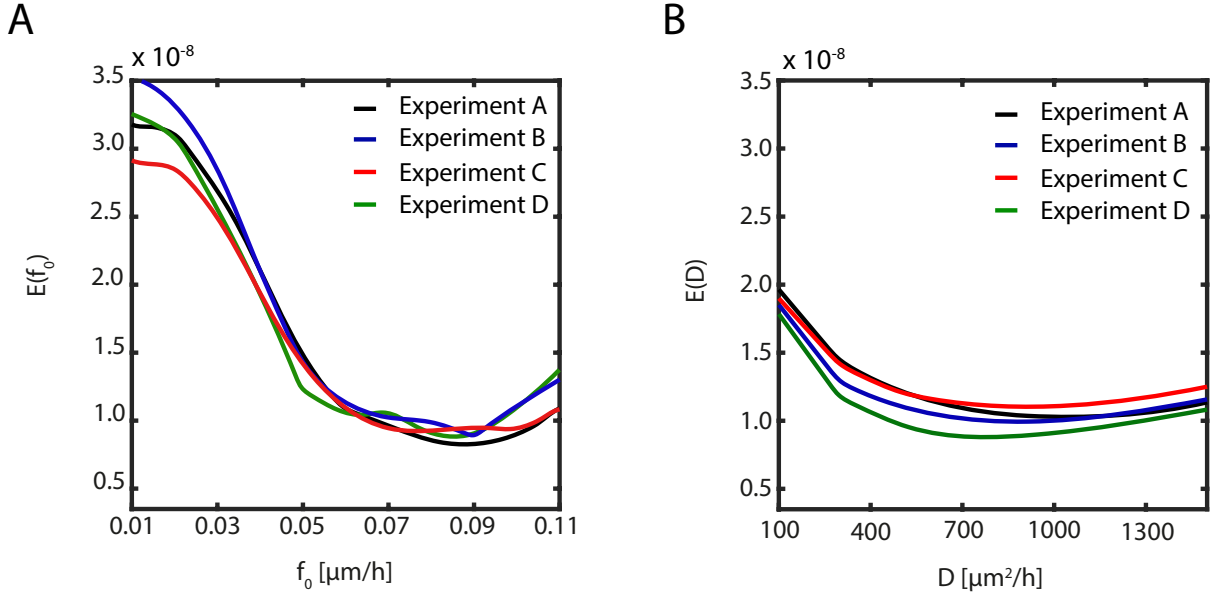 A
x 10-8
3.5
3.0
2.5
2.0
1.5
1.0
0.5
E(f0)
Experiment A
Experiment B
Experiment C
Experiment D
0.01 0.03 0.05 0.07 0.09 0.11
f0 [µm/h]
B
x 10-8
3.5
3.0
2.5
2.0
1.5
1.0
0.5
E(D)
Experiment A
Experiment B
Experiment C
Experiment D
100 400 700 1000 1300
D [µm²/h]